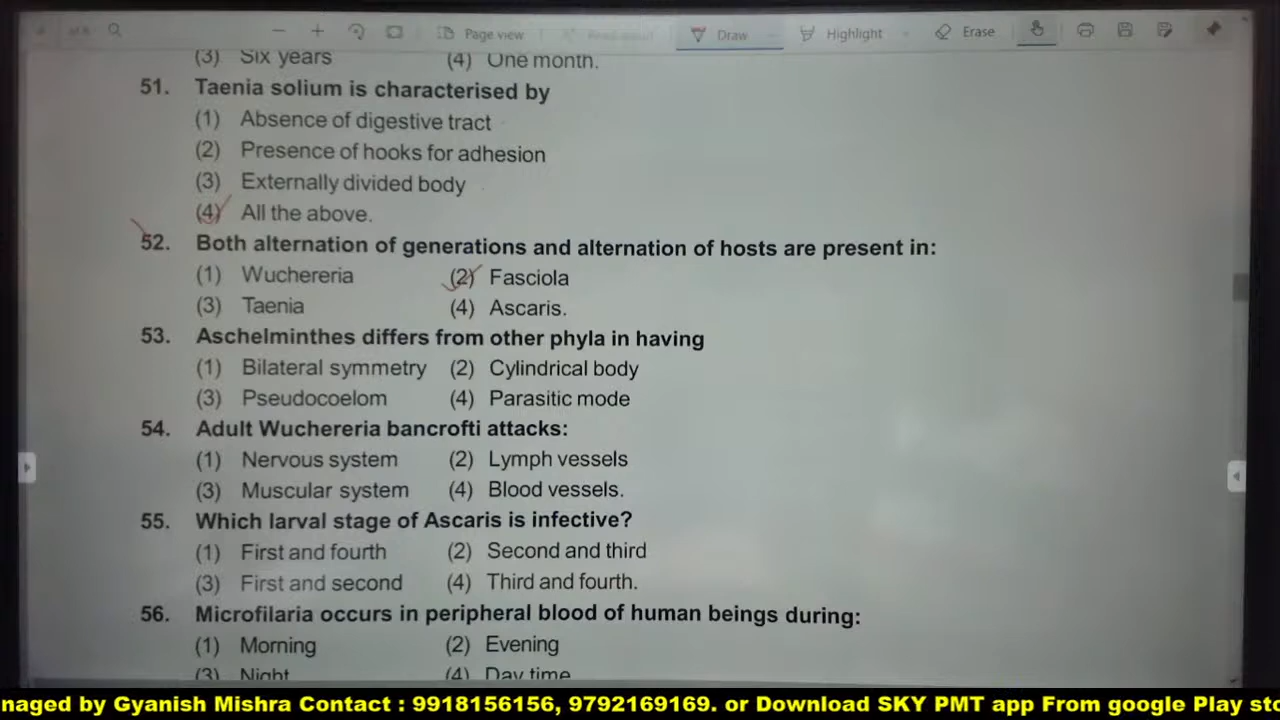 Page view
Draw
Highlight
Erase
(3) Six years (4) One month.
51. Taenia solium is characterised by
(1) Absence of digestive tract
(2) Presence of hooks for adhesion
(3) Externally divided body
(4) All the above.
52. Both alternation of generations and alternation of hosts are present in:
(1) Wuchereria (2) Fasciola
(3) Taenia (4) Ascaris.
53. Aschelminthes differs from other phyla in having
(1) Bilateral symmetry (2) Cylindrical body
(3) Pseudocoelom (4) Parasitic mode
54. Adult Wuchereria bancrofti attacks:
(1) Nervous system (2) Lymph vessels
(3) Muscular system (4) Blood vessels.
55. Which larval stage of Ascaris is infective?
(1) First and fourth (2) Second and third
(3) First and second (4) Third and fourth.
56. Microfilaria occurs in peripheral blood of human beings during:
(1) Morning (2) Evening
(3) Night (4) Day time
naged by Gyanish Mishra Contact : 9918156156, 9792169169. or Download SKY PMT app From google Play sto